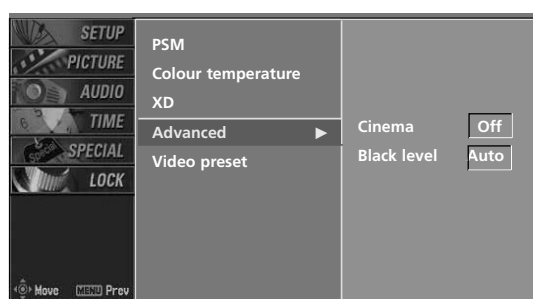 SETUP
PICTURE
AUDIO
TIME
SPECIAL
LOCK
Move MENU Prev
PSM
Colour temperature
XD
Advanced ▶
Video preset
Cinema Off
Black level Auto